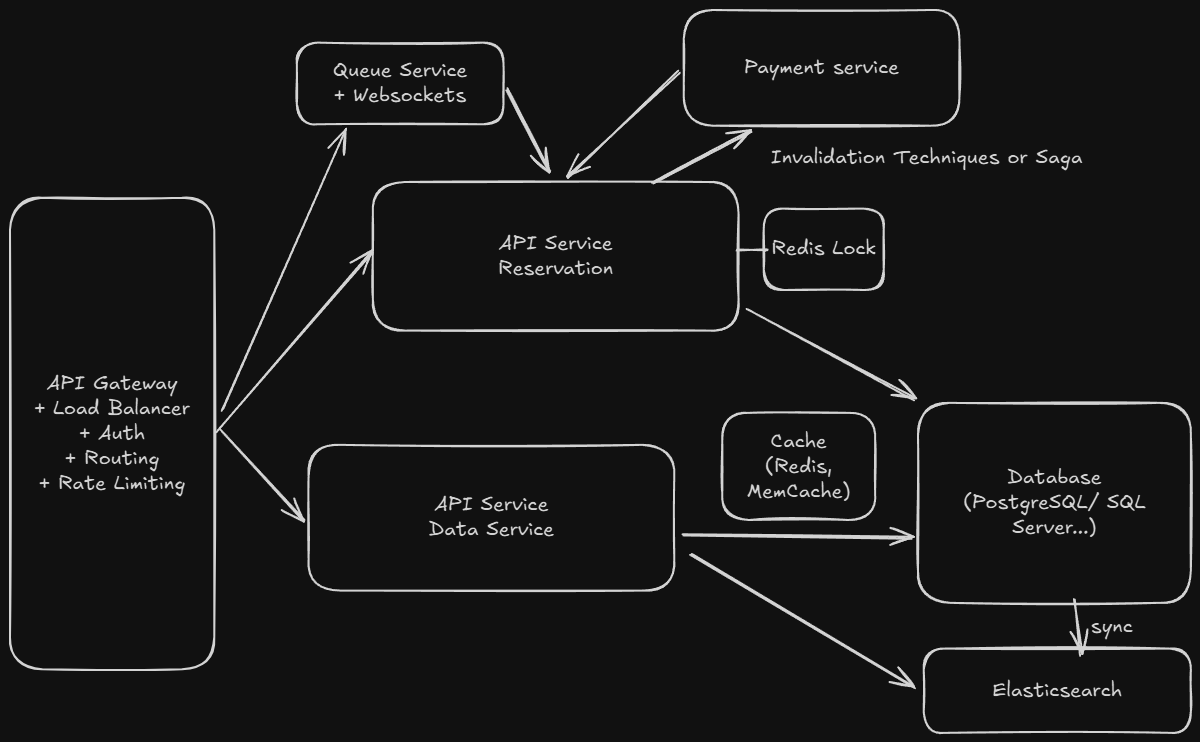 Queue Service
+ Websockets
Payment service
Invalidation Techniques or Saga
API Service
Reservation
Redis Lock
API Gateway
+ Load Balancer
+ Auth
+ Routing
+ Rate Limiting
Cache
(Redis,
MemCache)
API Service
Data Service
Database
(PostgreSQL/ SQL
Server...)
sync
Elasticsearch